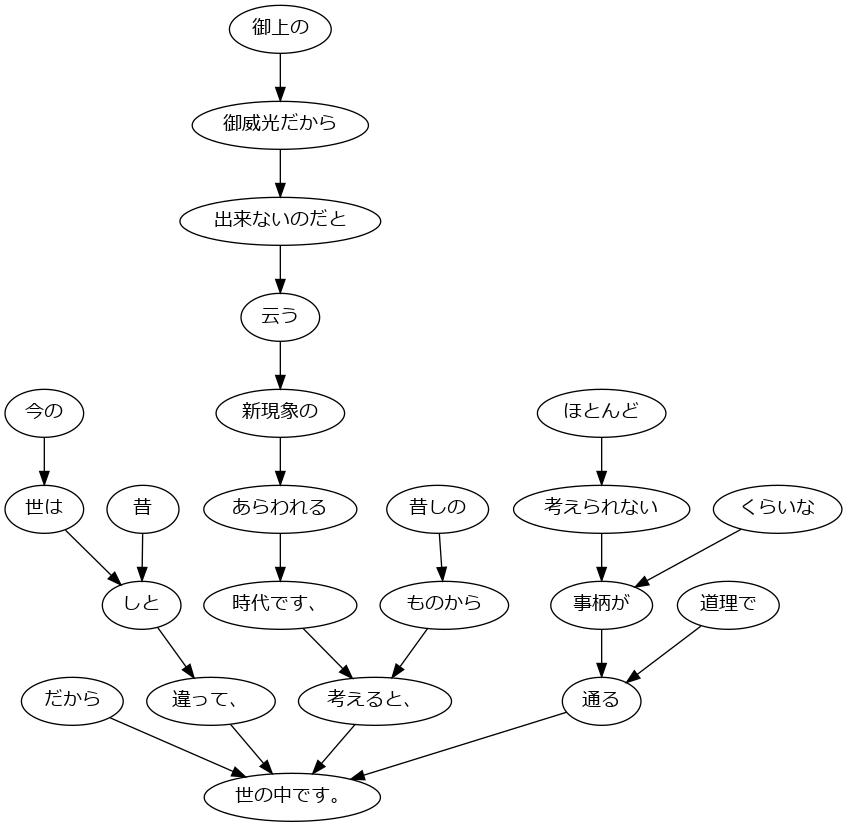 御上の
御威光だから
出来ないのだと
云う
今の
新現象の
ほとんど
世は
昔
あらわれる
昔しの
考えられない
くらいな
しと
時代です、
ものから
事柄が
道理で
だから
違って、
考えると、
通る
世の中です。